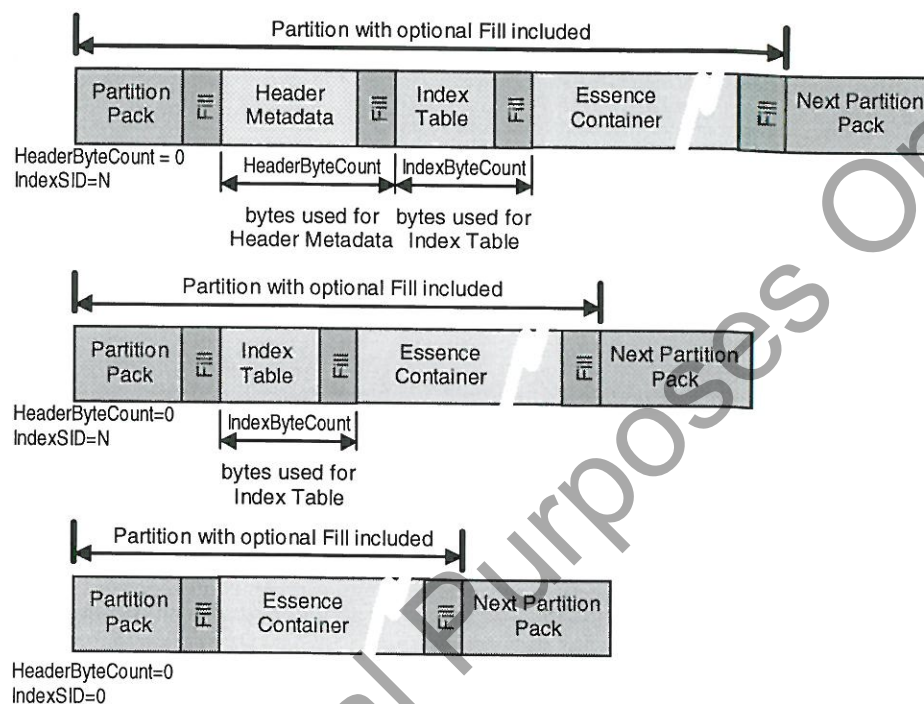 Partition with optional Fill included
Partition Pack
Fill
Header Metadata
Fill
Index Table
Fill
Essence Container
Fill
Next Partition Pack
HeaderByteCount = 0
IndexSID=N
HeaderByteCount
IndexByteCount
bytes used for Header Metadata
bytes used for Index Table
Partition with optional Fill included
Partition Pack
Fill
Index Table
Fill
Essence Container
Fill
Next Partition Pack
HeaderByteCount=0
IndexSID=N
IndexByteCount
bytes used for Index Table
Partition with optional Fill included
Partition Pack
Fill
Essence Container
Fill
Next Partition Pack
HeaderByteCount=0
IndexSID=0
Purposes